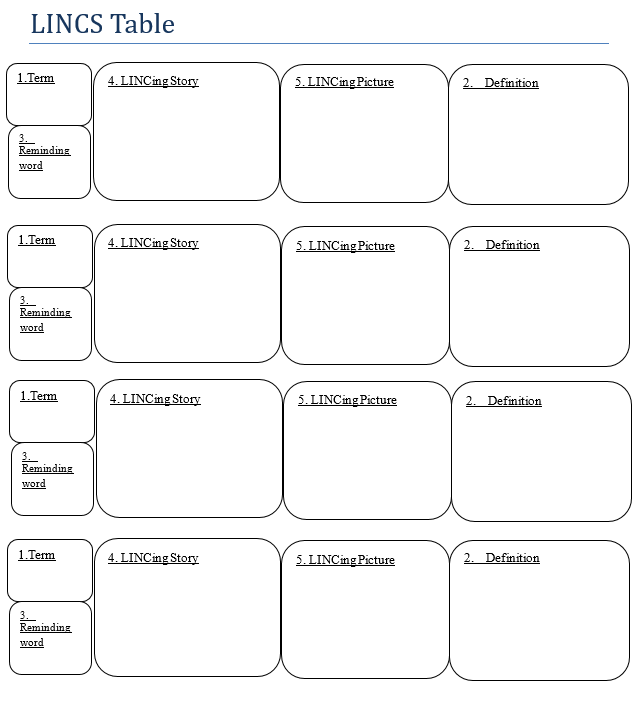 LINCS Table
1.Term
4. LINCing Story
5. LINCing Picture
2. Definition
3.
Reminding
word
1.Term
4. LINCing Story
5. LINCing Picture
2. Definition
3.
Reminding
word
1.Term
4. LINCing Story
5. LINCing Picture
2. Definition
3.
Reminding
word
1.Term
4. LINCing Story
5. LINCing Picture
2. Definition
3.
Reminding
word